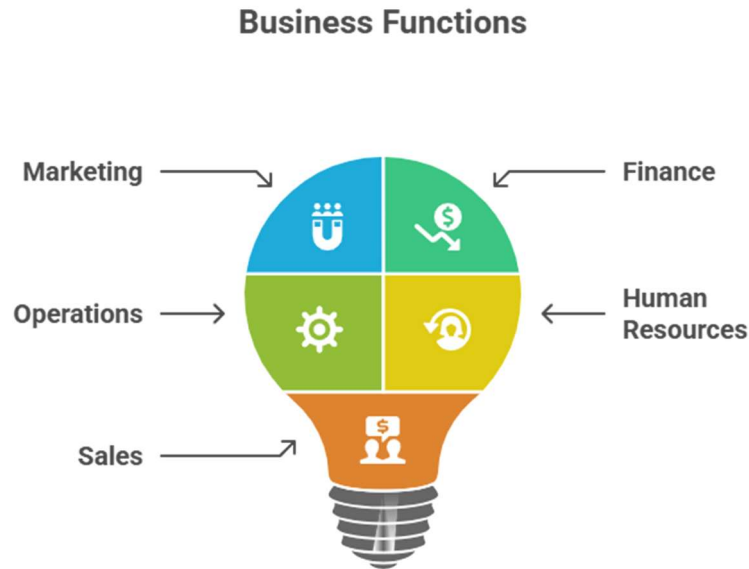 Business Functions
Marketing
Finance
Operations
Human
Resources
Sales
$
$